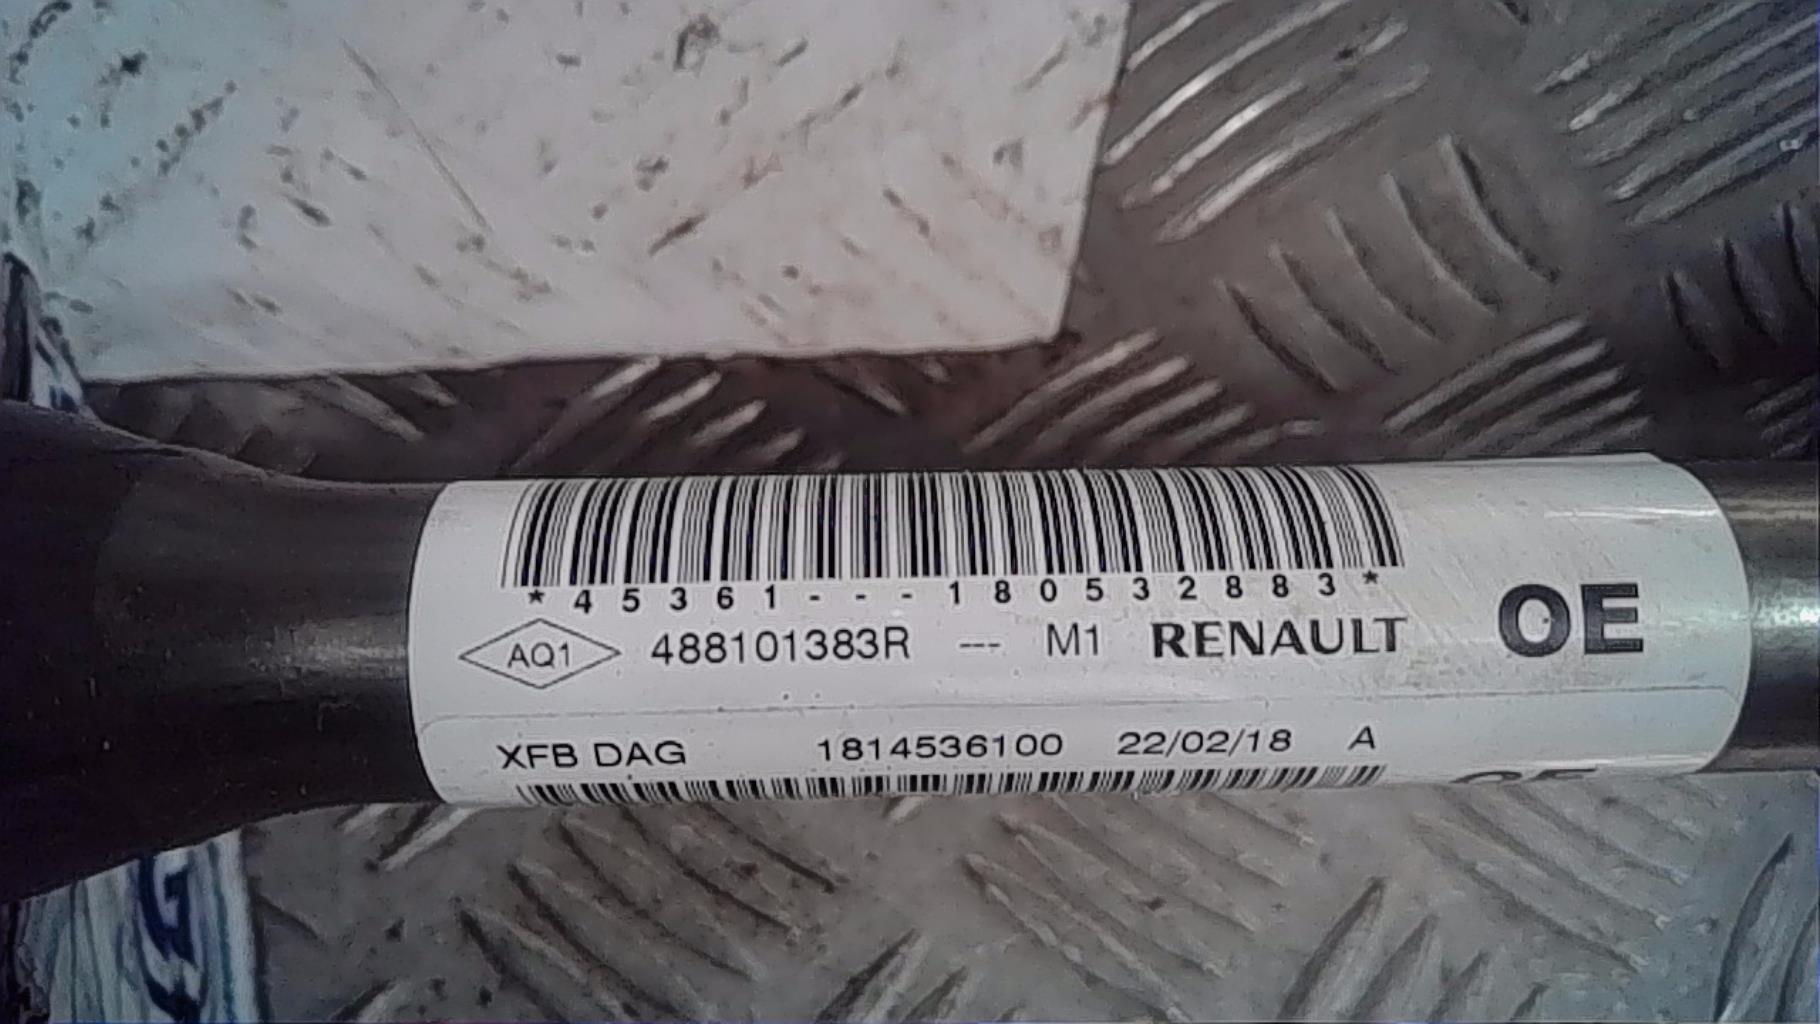 *45361---180532883*
AQ1 488101383R --- M1 RENAULT OE
XFB DAG 1814536100 22/02/18 A